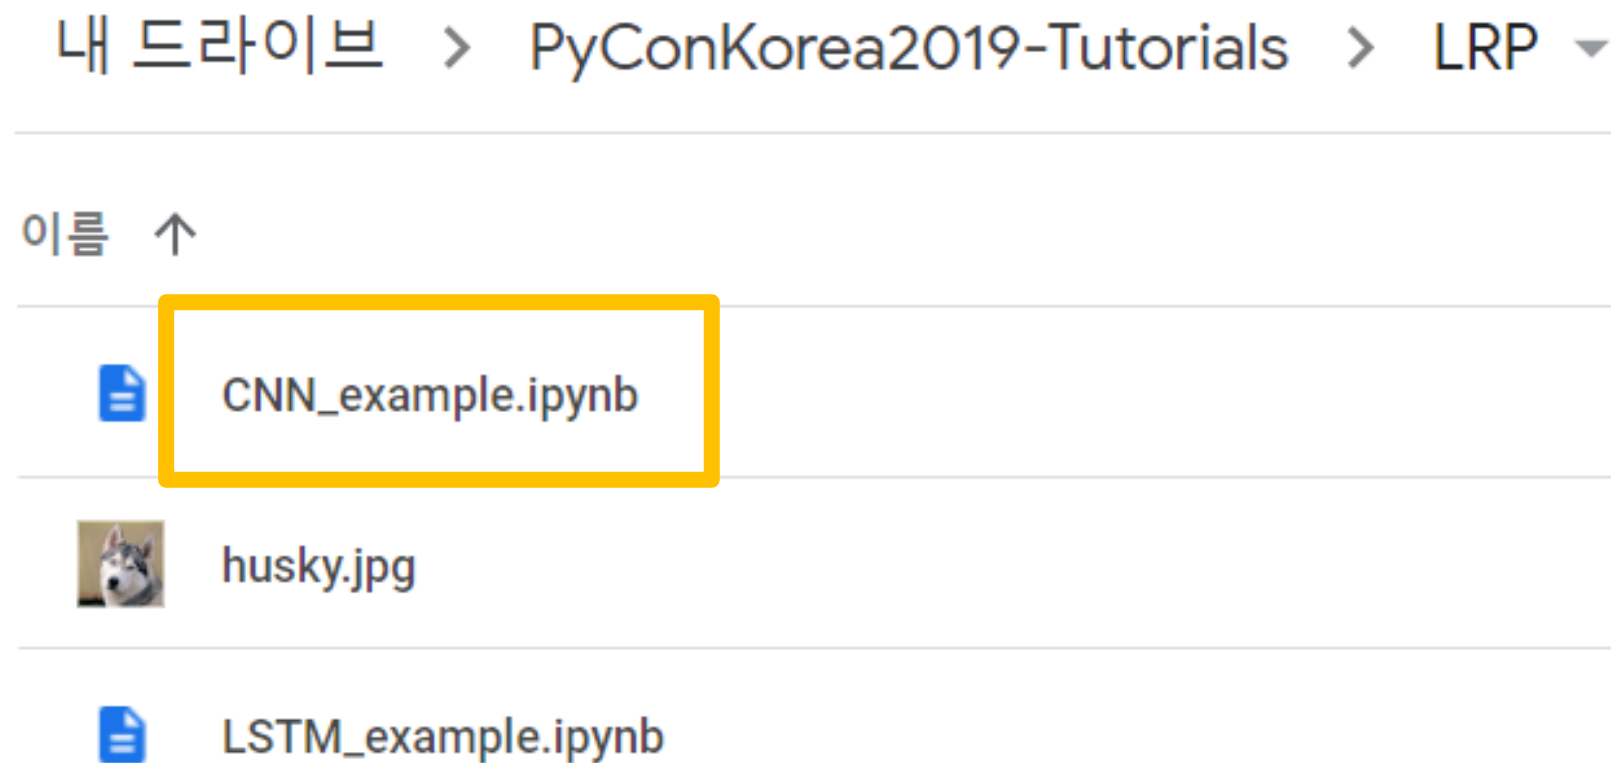 내 드라이브 > PyConKorea2019-Tutorials > LRP
이름
CNN_example.ipynb
husky.jpg
LSTM_example.ipynb